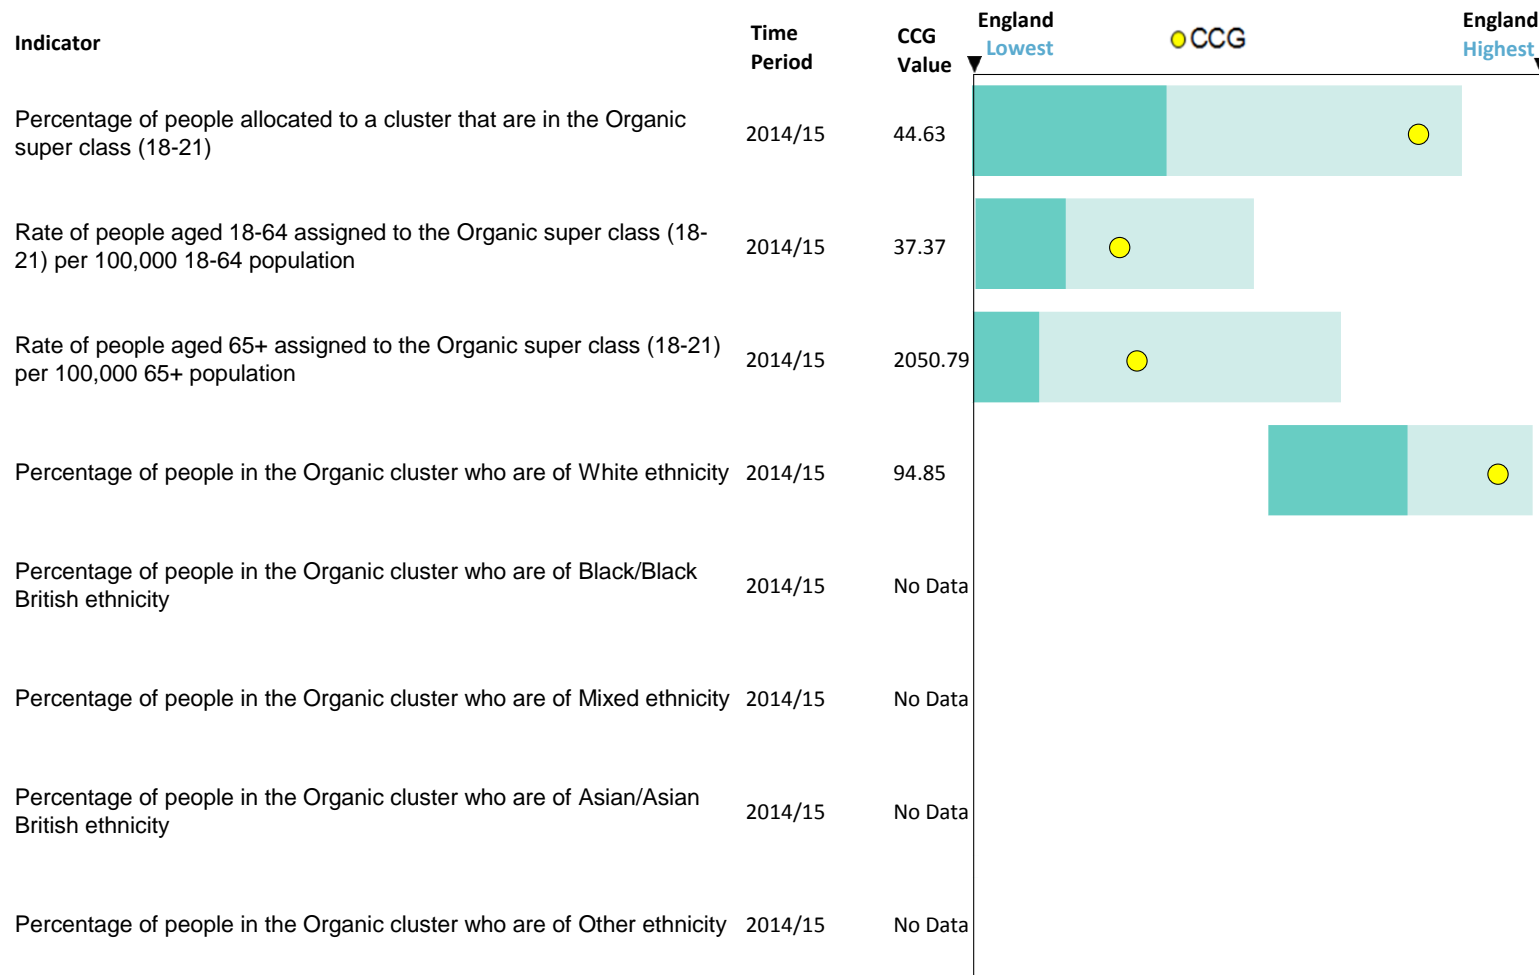 Indicator
Time
Period
CCG
Value
England
Lowest
CCG
England
Highest
Percentage of people allocated to a cluster that are in the Organic
super class (18-21)
2014/15
44.63
Rate of people aged 18-64 assigned to the Organic super class (18-
21) per 100,000 18-64 population
2014/15
37.37
Rate of people aged 65+ assigned to the Organic super class (18-21)
per 100,000 65+ population
2014/15
2050.79
Percentage of people in the Organic cluster who are of White ethnicity
2014/15
94.85
Percentage of people in the Organic cluster who are of Black/Black
British ethnicity
2014/15
No Data
Percentage of people in the Organic cluster who are of Mixed ethnicity
2014/15
No Data
Percentage of people in the Organic cluster who are of Asian/Asian
British ethnicity
2014/15
No Data
Percentage of people in the Organic cluster who are of Other ethnicity
2014/15
No Data